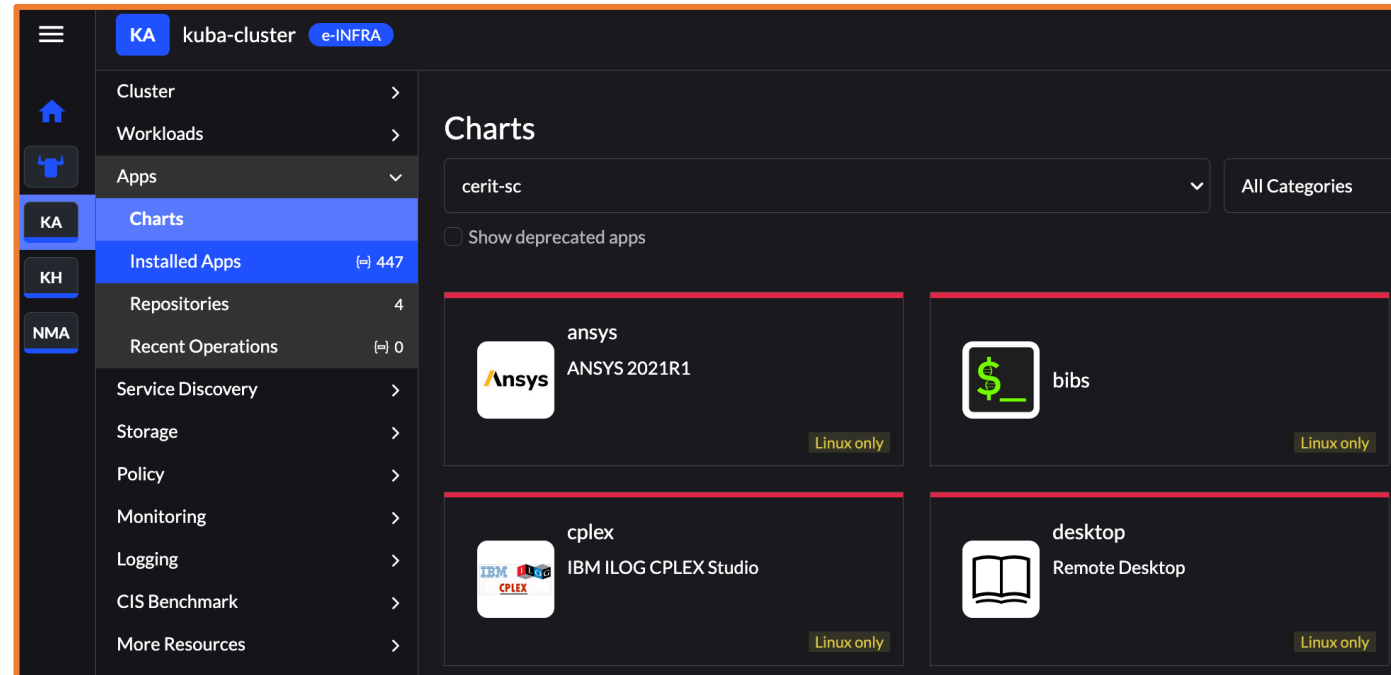 KA kuba-cluster e-INFRA
KA
KH
NMA
Cluster
Workloads
Apps
Charts
Installed Apps 447
Repositories 4
Recent Operations 0
Service Discovery
Storage
Policy
Monitoring
Logging
CIS Benchmark
More Resources
Charts
cerit-sc All Categories
Show deprecated apps
Ansys
ansys
ANSYS 2021R1
Linux only
$_
bibs
Linux only
IBM ILOG
CPLEX
cplex
IBM ILOG CPLEX Studio
Linux only
desktop
Remote Desktop
Linux only